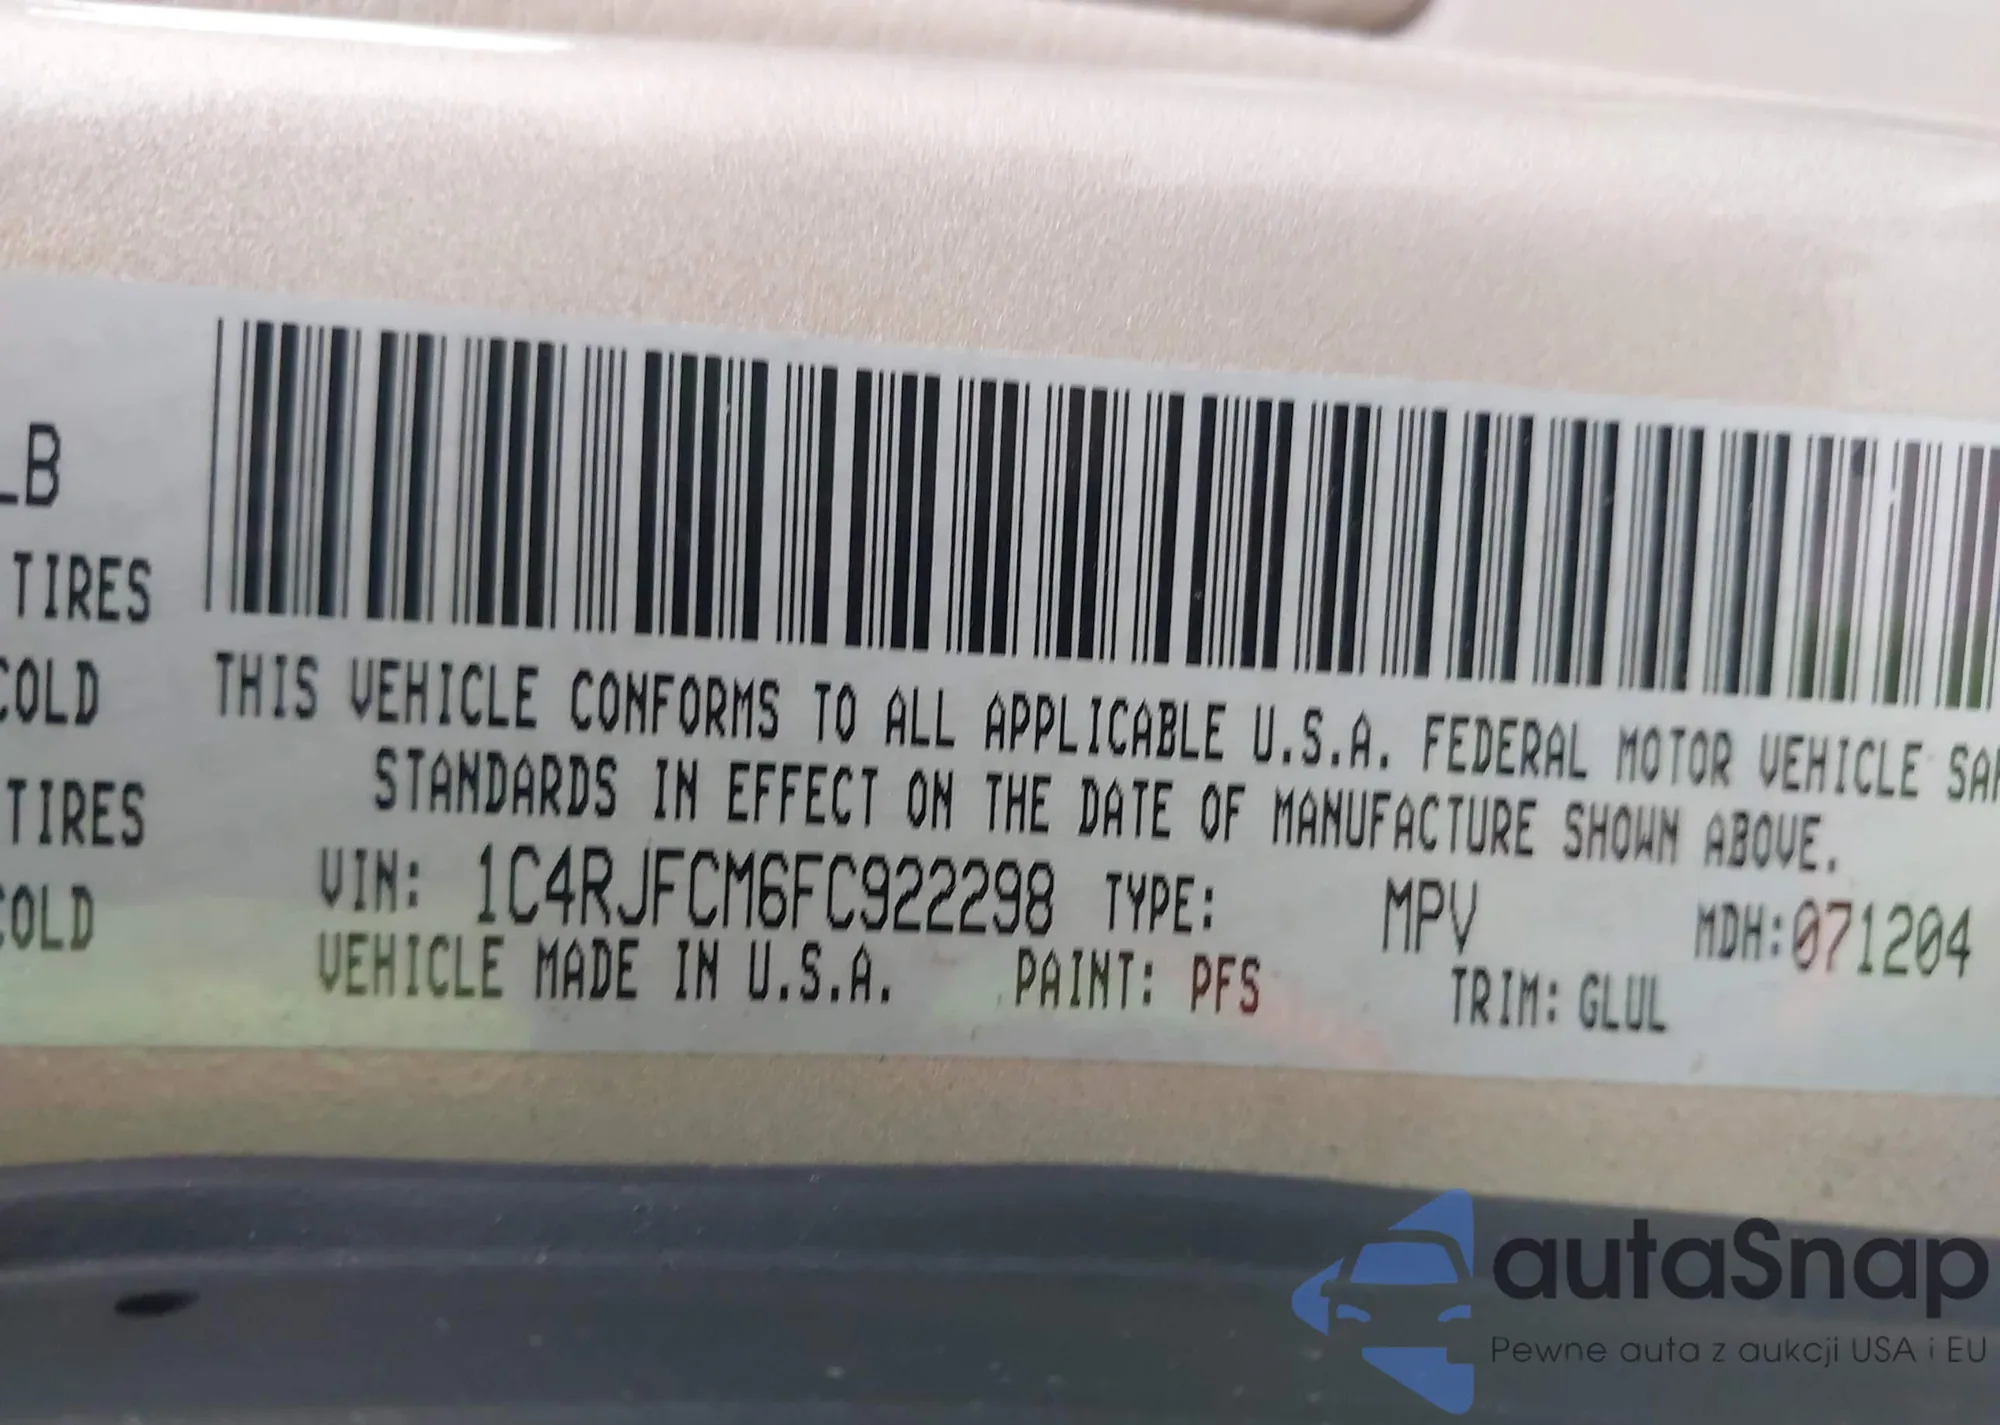 LB
TIRES
COLD
TIRES
COLD
THIS VEHICLE CONFORMS TO ALL APPLICABLE U.S.A. FEDERAL MOTOR VEHICLE SAF
STANDARDS IN EFFECT ON THE DATE OF MANUFACTURE SHOWN ABOVE.
VIN: 1C4RJFCM6FC922298 TYPE: MPV MDH:071204
VEHICLE MADE IN U.S.A. PAINT: PFS TRIM: GLUL
autaSnap
Pewne auta z aukcji USA i EU